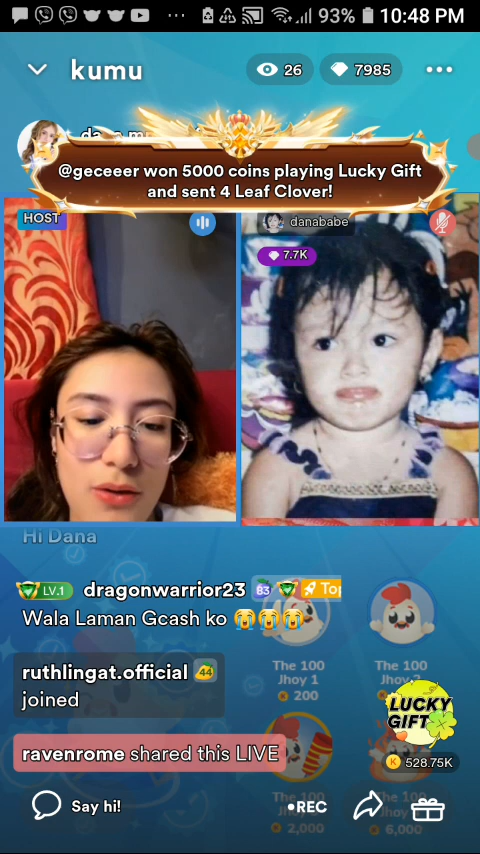 93% 10:48 PM
kumu
26
7985
@geceeer won 5000 coins playing Lucky Gift
and sent 4 Leaf Clover!
HOST
danababe
7.7K
Hi Dana
LV.1 dragonwarrior23 83 Top
Wala Laman Gcash ko 😭😭😭
ruthlingat.official 44
joined
ravenrome shared this LIVE
The 100
Jhoy 1
200
The 100
LUCKY
GIFT
K 528.75K
2,000
6,000
Say hi!
•REC